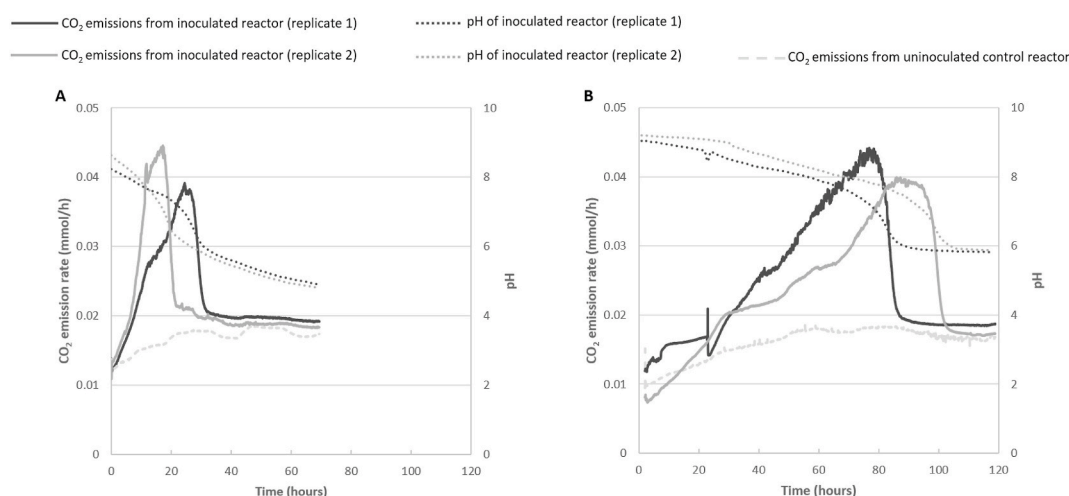 CO₂ emissions from inoculated reactor (replicate 1)
pH of inoculated reactor (replicate 1)
CO₂ emissions from inoculated reactor (replicate 2)
pH of inoculated reactor (replicate 2)
CO₂ emissions from uninoculated control reactor
A
0.05
0.04
0.03
0.02
0.01
0
CO₂ emission rate (mmol/h)
10
8
6
4
2
0
pH
0 20 40 60 80 100 120
Time (hours)
B
0.05
0.04
0.03
0.02
0.01
0
CO₂ emission rate (mmol/h)
10
8
6
4
2
0
pH
0 20 40 60 80 100 120
Time (hours)